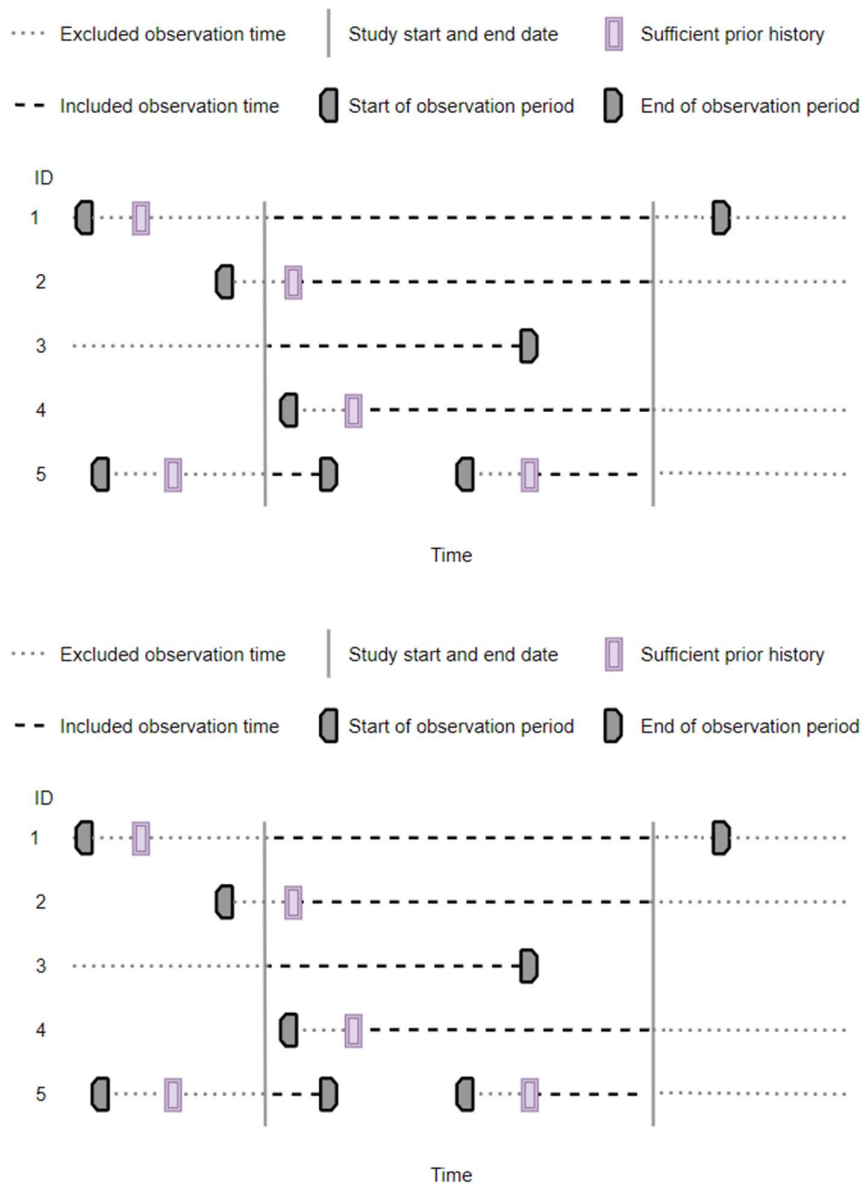 Excluded observation time Study start and end date Sufficient prior history
Included observation time Start of observation period End of observation period
ID
1
2
3
4
5
Time
Excluded observation time Study start and end date Sufficient prior history
Included observation time Start of observation period End of observation period
ID
1
2
3
4
5
Time